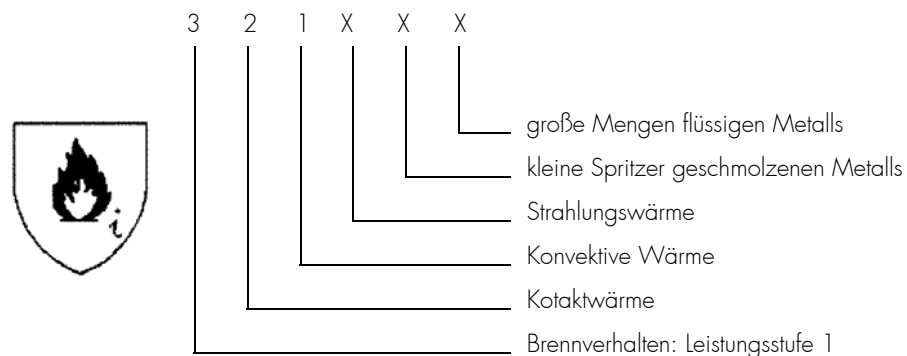 3 2 1 X X X
große Mengen flüssigen Metalls
kleine Spritzer geschmolzenen Metalls
Strahlungswärme
Konvektive Wärme
Kotaktwärme
Brennverhalten: Leistungsstufe 1
i